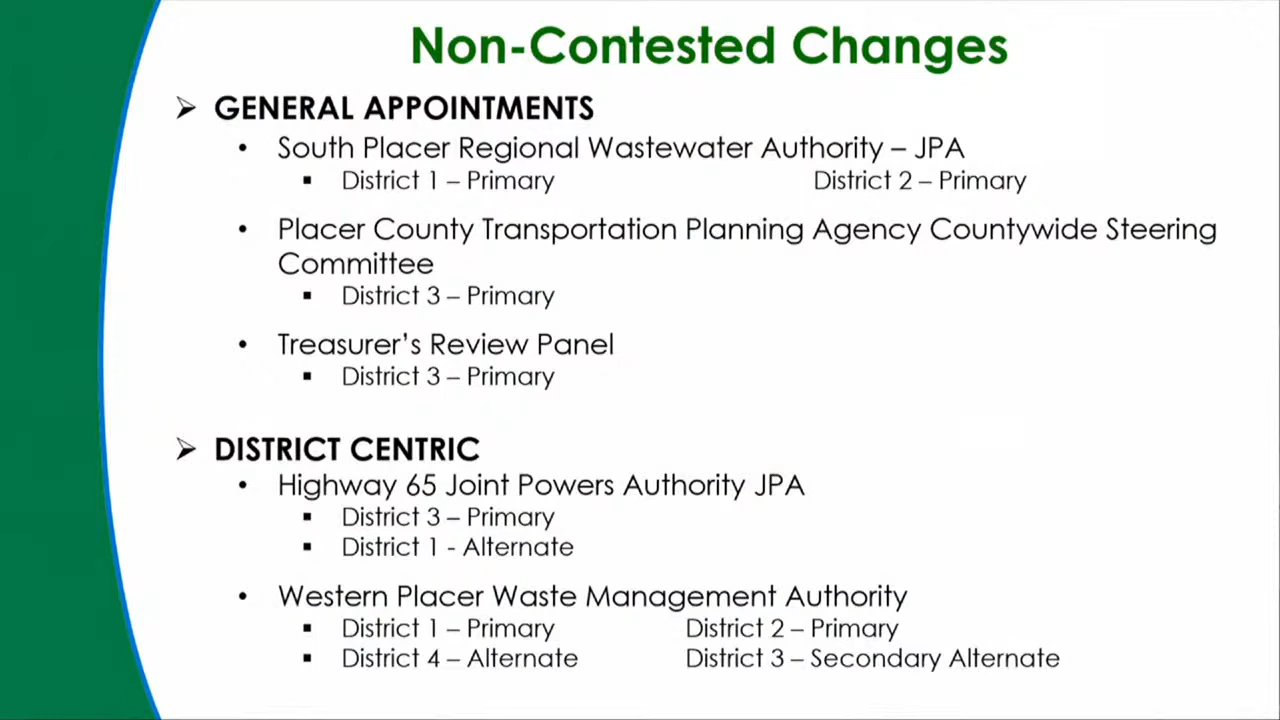 Non-Contested Changes
➢ GENERAL APPOINTMENTS
• South Placer Regional Wastewater Authority – JPA
▪ District 1 – Primary District 2 – Primary
• Placer County Transportation Planning Agency Countywide Steering
Committee
▪ District 3 – Primary
• Treasurer’s Review Panel
▪ District 3 – Primary
➢ DISTRICT CENTRIC
• Highway 65 Joint Powers Authority JPA
▪ District 3 – Primary
▪ District 1 - Alternate
• Western Placer Waste Management Authority
▪ District 1 – Primary District 2 – Primary
▪ District 4 – Alternate District 3 – Secondary Alternate